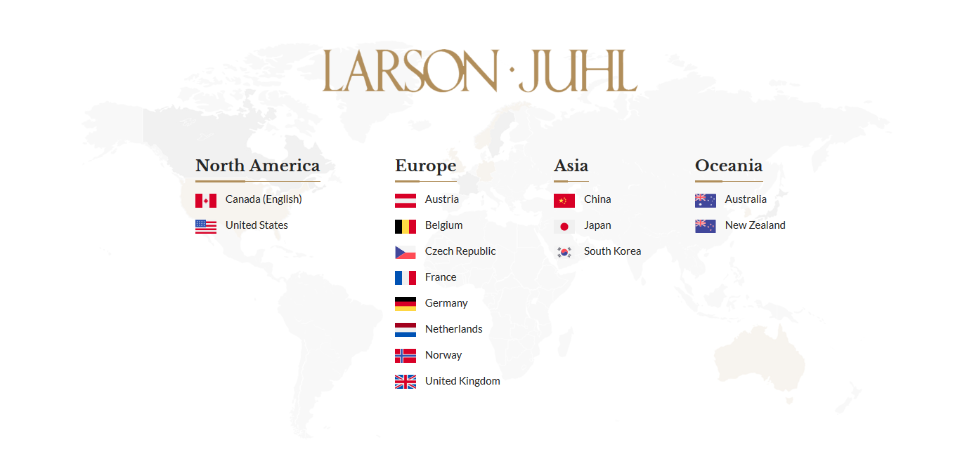 LARSON·JUHL
North America
Canada (English)
United States
Europe
Austria
Belgium
Czech Republic
France
Germany
Netherlands
Norway
United Kingdom
Asia
China
Japan
South Korea
Oceania
Australia
New Zealand